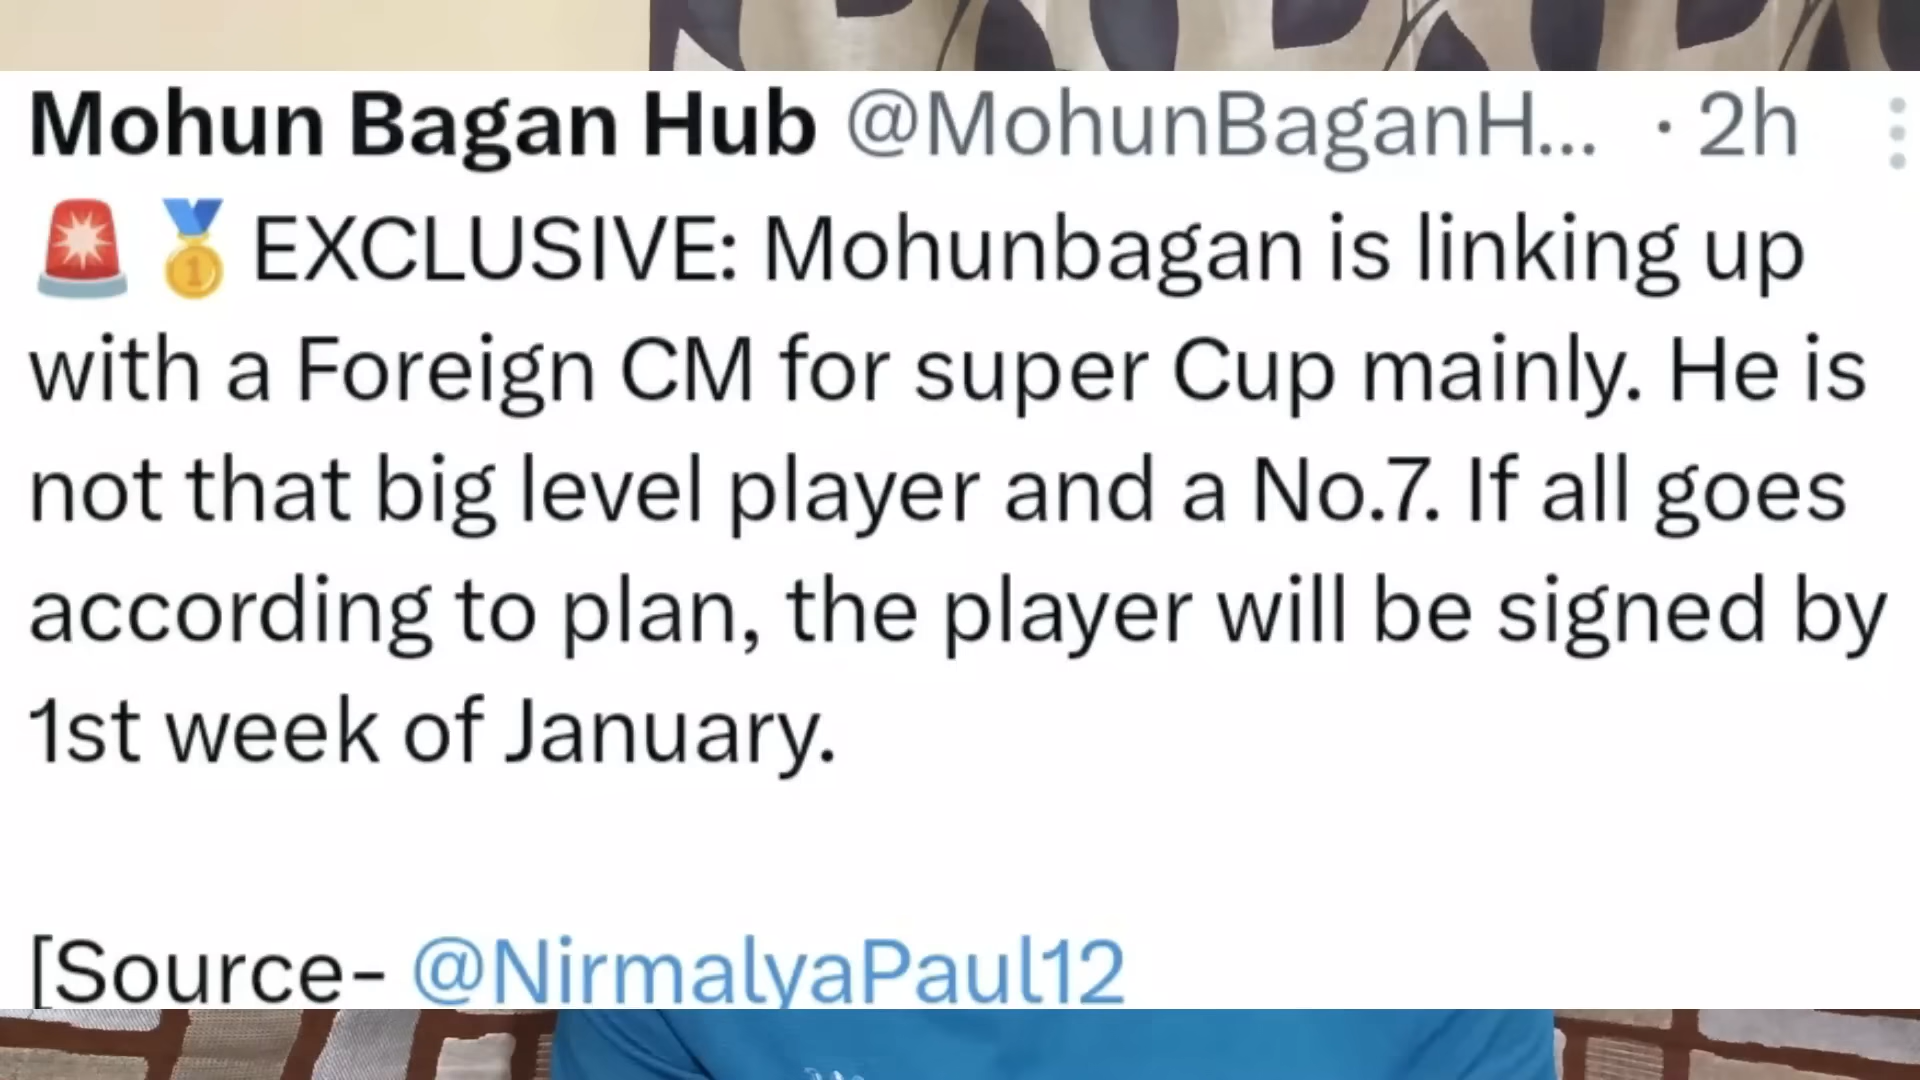 Mohun Bagan Hub @MohunBaganH... · 2h
🚨🥇EXCLUSIVE: Mohunbagan is linking up
with a Foreign CM for super Cup mainly. He is
not that big level player and a No.7. If all goes
according to plan, the player will be signed by
1st week of January.
[Source- @NirmalyaPaul12